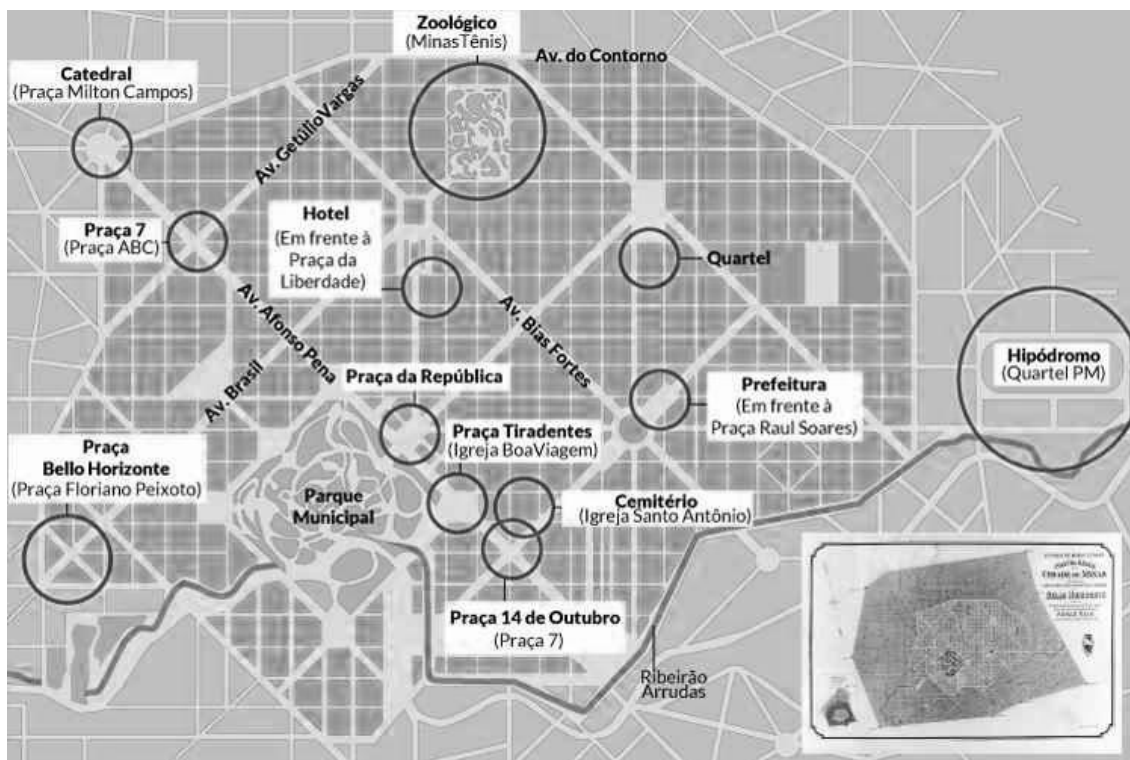 Zoológico
(MinasTênis)
Av. do Contorno
Catedral
(Praça Milton Campos)
Av. GetúlioVargas
Praça 7
(Praça ABC)
Hotel
(Em frente à
Praça da
Liberdade)
Quartel
Av. Afonso Pena
Av. Bias Fortes
Av. Brasil
Hipódromo
(Quartel PM)
Praça da República
Prefeitura
(Em frente à
Praça Raul Soares)
Praça Tiradentes
(Igreja BoaViagem)
Praça
Bello Horizonte
(Praça Floriano Peixoto)
Parque
Municipal
Cemitério
(Igreja Santo Antônio)
Praça 14 de Outubro
(Praça 7)
Ribeirão
Arrudas